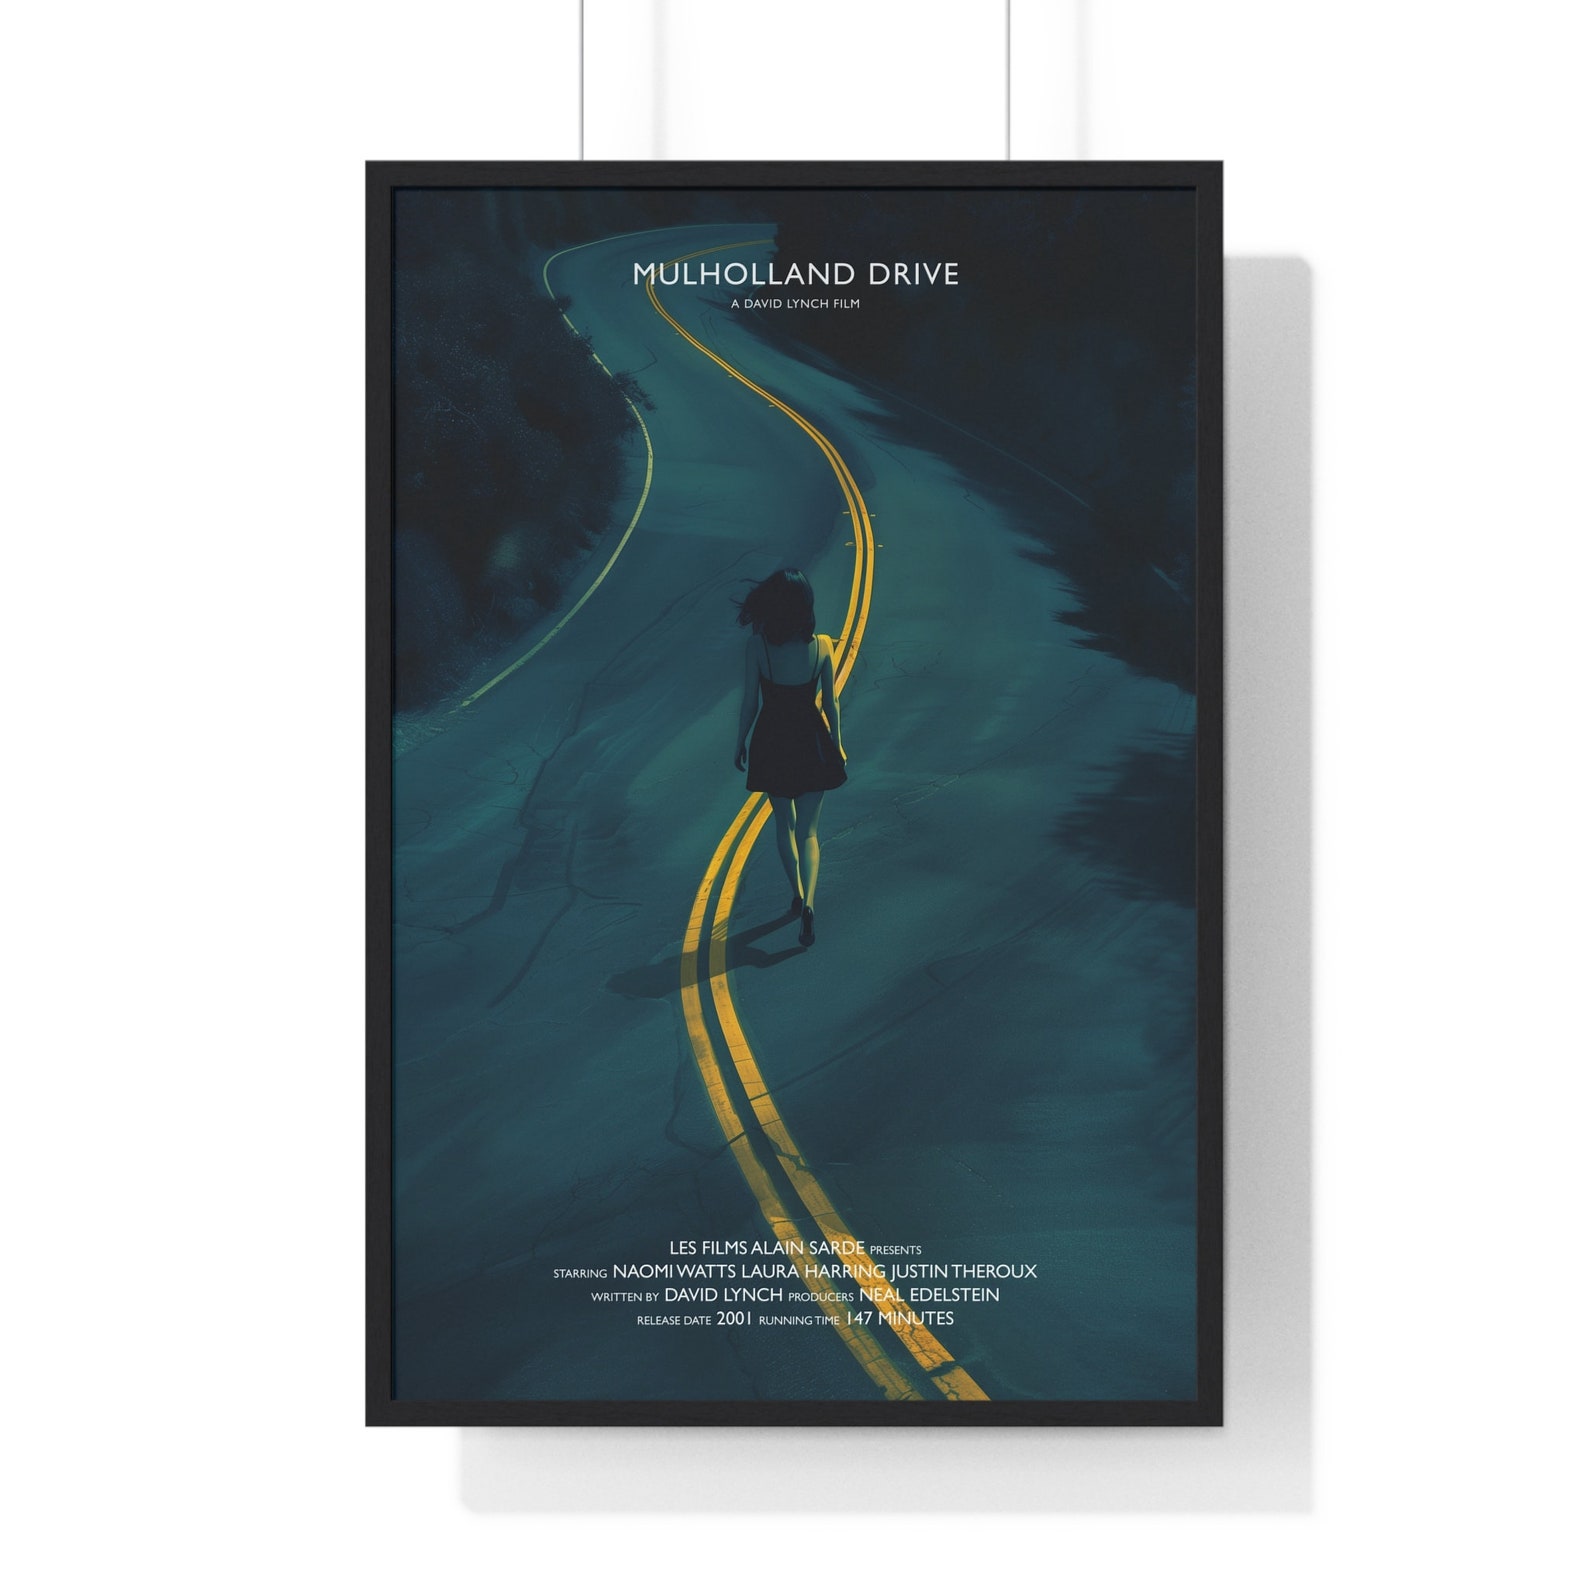 MULHOLLAND DRIVE
A DAVID LYNCH FILM
LES FILMS ALAIN SARDE PRESENTS
STARRING NAOMI WATTS LAURA HARRING JUSTIN THEROUX
WRITTEN BY DAVID LYNCH PRODUCERS NEAL EDELSTEIN
RELEASE DATE 2001 RUNNING TIME 147 MINUTES